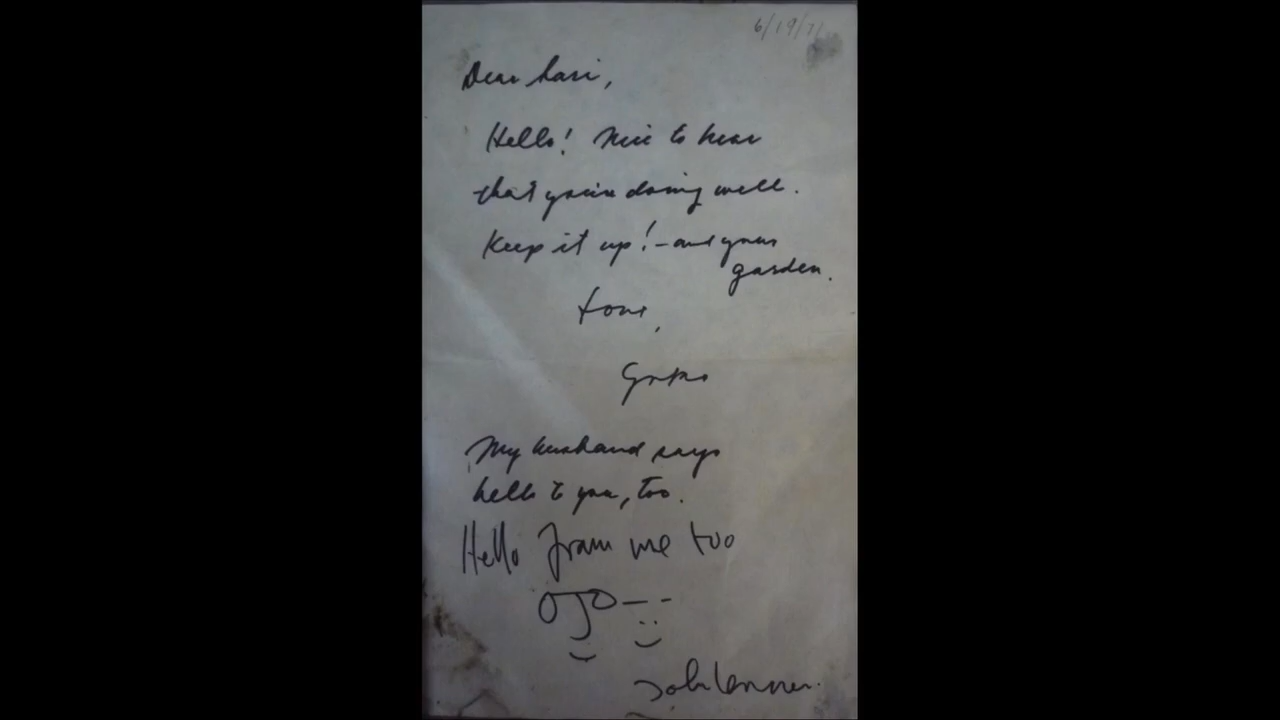 6/19/71
Dear Lari,
Hello! Nice to hear
that you're doing well.
Keep it up! - and your
garden.
love,
Yoko
My husband says
hello to you, too.
Hello from me too
John Lennon.